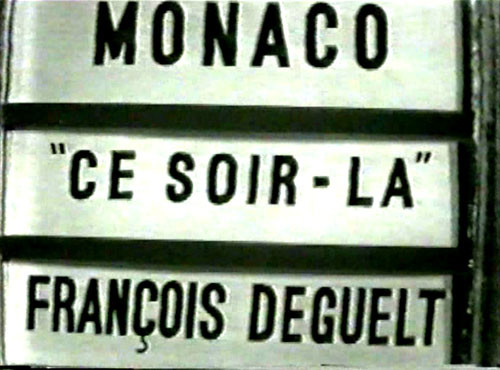 MONACO
"CE SOIR-LA"
FRANÇOIS DEGUELT